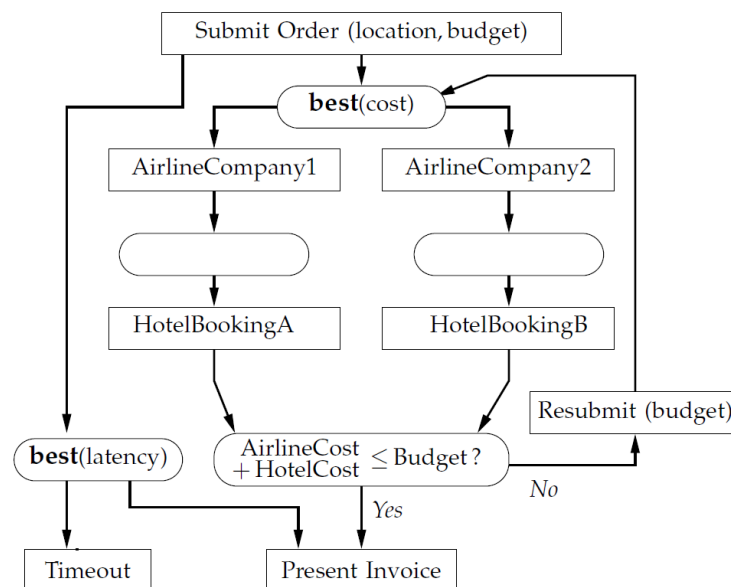 Submit Order (location, budget)
best(cost)
AirlineCompany1
AirlineCompany2
HotelBookingA
HotelBookingB
Resubmit (budget)
best(latency)
AirlineCost
+ HotelCost ≤ Budget ?
No
Yes
Timeout
Present Invoice